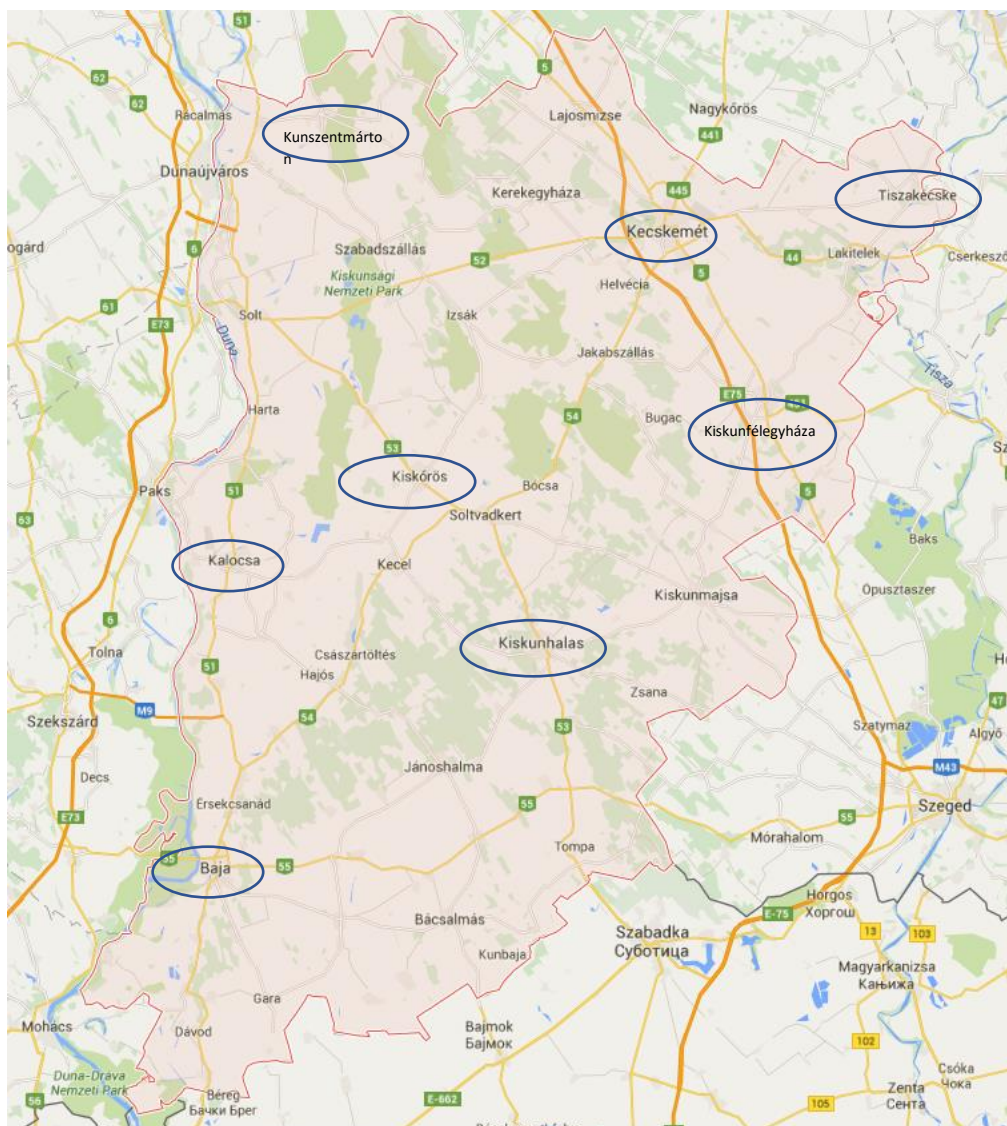 51
5
62
62
Rácalmás
Lajosmizse
Nagykőrös
441
Kunszentmárto
n
Dunaújváros
Kerekegyháza
445
Tiszakécske
6
Szabadszállás
Kecskemét
ogárd
52
Kiskunsági
Nemzeti Park
5
44
Lakitelek
Cserkesző
Helvécia
61
E73
Solt
Izsák
Duna
Jakabszállás
Tisza
Harta
E75
54
Bugac
Kiskunfélegyháza
53
Kiskőrös
Paks
51
Bócsa
5
63
Soltvadkert
Baks
Kalocsa
Kecel
Ópusztaszer
Kiskunmajsa
6
Tolna
Kiskunhalas
51
Császártöltés
Hajós
Zsana
47
M9
54
53
Szekszárd
Szatymaz
Algyő
Decs
Jánoshalma
M43
E73
Érsekcsanád
55
Szeged
55
Mórahalom
55
Baja
55
Tompa
E-75
Horgos
Хоргош
Bácsalmás
Szabadka
Суботица
13
103
Kunbaja
Magyarkanizsa
Кањижа
Gara
Mohács
Dávod
Bajmok
Бајмок
102
Duna-Dráva
Nemzeti Park
Csóka
Чока
56
Béreg
Бачки Брег
E-662
105
Zenta
Сента